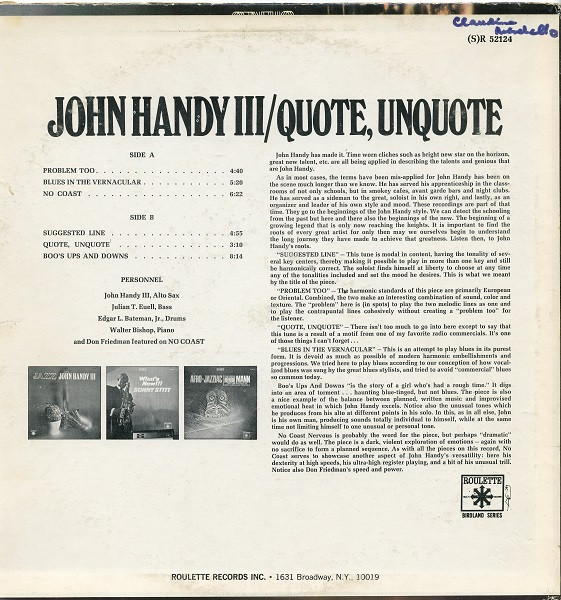 Claudine
(S)R 52124
JOHN HANDY III/QUOTE, UNQUOTE
SIDE A
PROBLEM TOO . . . . . . . . . . . . . . . 4:40
BLUES IN THE VERNACULAR . . . . . . . . . . 5:20
NO COAST . . . . . . . . . . . . . . . . 6:22
SIDE B
SUGGESTED LINE . . . . . . . . . . . . . . 4:55
QUOTE, UNQUOTE . . . . . . . . . . . . . . 3:10
BOO'S UPS AND DOWNS . . . . . . . . . . . . 8:14
PERSONNEL
John Handy III, Alto Sax
Julian T. Euell, Bass
Edgar L. Bateman, Jr., Drums
Walter Bishop, Piano
and Don Friedman featured on NO COAST
JAZZ JOHN HANDY III
What's New!!!
SONNY STITT
AFRO-JAZZIAC HERBIE MANN
John Handy has made it. Time worn cliches such as bright new star on the horizon,
great new talent, etc. are all being applied in describing the talents and genious that
are John Handy.
As in most cases, the terms have been mis-applied for John Handy has been on
the scene much longer than we know. He has served his apprenticeship in the class-
rooms of not only schools, but in smokey cafes, avant garde bars and night clubs.
He has served as a sideman to the great, soloist in his own right, and lastly, as an
organizer and leader of his own style and mood. These recordings are part of that
time. They go to the beginnings of the John Handy style. We can detect the schooling
from the past but here and there also the beginnings of the new. The beginning of a
growing legend that is only now reaching the heights. It is important to find the
roots of every great artist for only then may we ourselves begin to understand
the long journey they have made to achieve that greatness. Listen then, to John
Handy's roots.
"SUGGESTED LINE" — This tune is modal in content, having the tonality of sev-
eral key centers, thereby making it possible to play in more than one key and still
be harmonically correct. The soloist finds himself at liberty to choose at any time
any of the tonalities included and set the mood he desires. This is what we meant
by the title of the piece.
"PROBLEM TOO" — The harmonic standards of this piece are primarily European
or Oriental. Combined, the two make an interesting combination of sound, color and
texture. The "problem" here is (in spots) to play the two melodic lines as one and
to play the contrapuntal lines cohesively without creating a "problem too" for
the listener.
"QUOTE, UNQUOTE" — There isn't too much to go into here except to say that
this tune is a result of a motif from one of my favorite radio commercials. It's one
of those things I can't forget . . .
"BLUES IN THE VERNACULAR" — This is an attempt to play blues in its purest
form. It is devoid as much as possible of modern harmonic embellishments and
progressions. We tried here to play blues according to our conception of how vocal-
ized blues was sung by the great blues stylists, and tried to avoid "commercial" blues
so common today.
Boo's Ups And Downs "is the story of a girl who's had a rough time." It digs
into an area of torment . . . haunting blue-tinged, but not blues. The piece is also
a nice example of the balance between planned, written music and improvised
emotional heat in which John Handy excels. Notice also the unusual tones which
he produces from his alto at different points in his solo. In this, as in all else, John
is his own man, producing sounds totally individual to himself, while at the same
time not limiting himself to one unusual or personal tone.
No Coast Nervous is probably the word for the piece, but perhaps "dramatic"
would do as well. The piece is a dark, violent exploration of emotions — again with
no sacrifice to form a planned sequence. As with all the pieces on this record, No
Coast serves to showcase another aspect of John Handy's versatility: here his
dexterity at high speeds, his ultra-high register playing, and a bit of his unusual trill.
Notice also Don Friedman's speed and power.
ROULETTE
BIRDLAND SERIES
ROULETTE RECORDS INC. • 1631 Broadway, N.Y., 10019